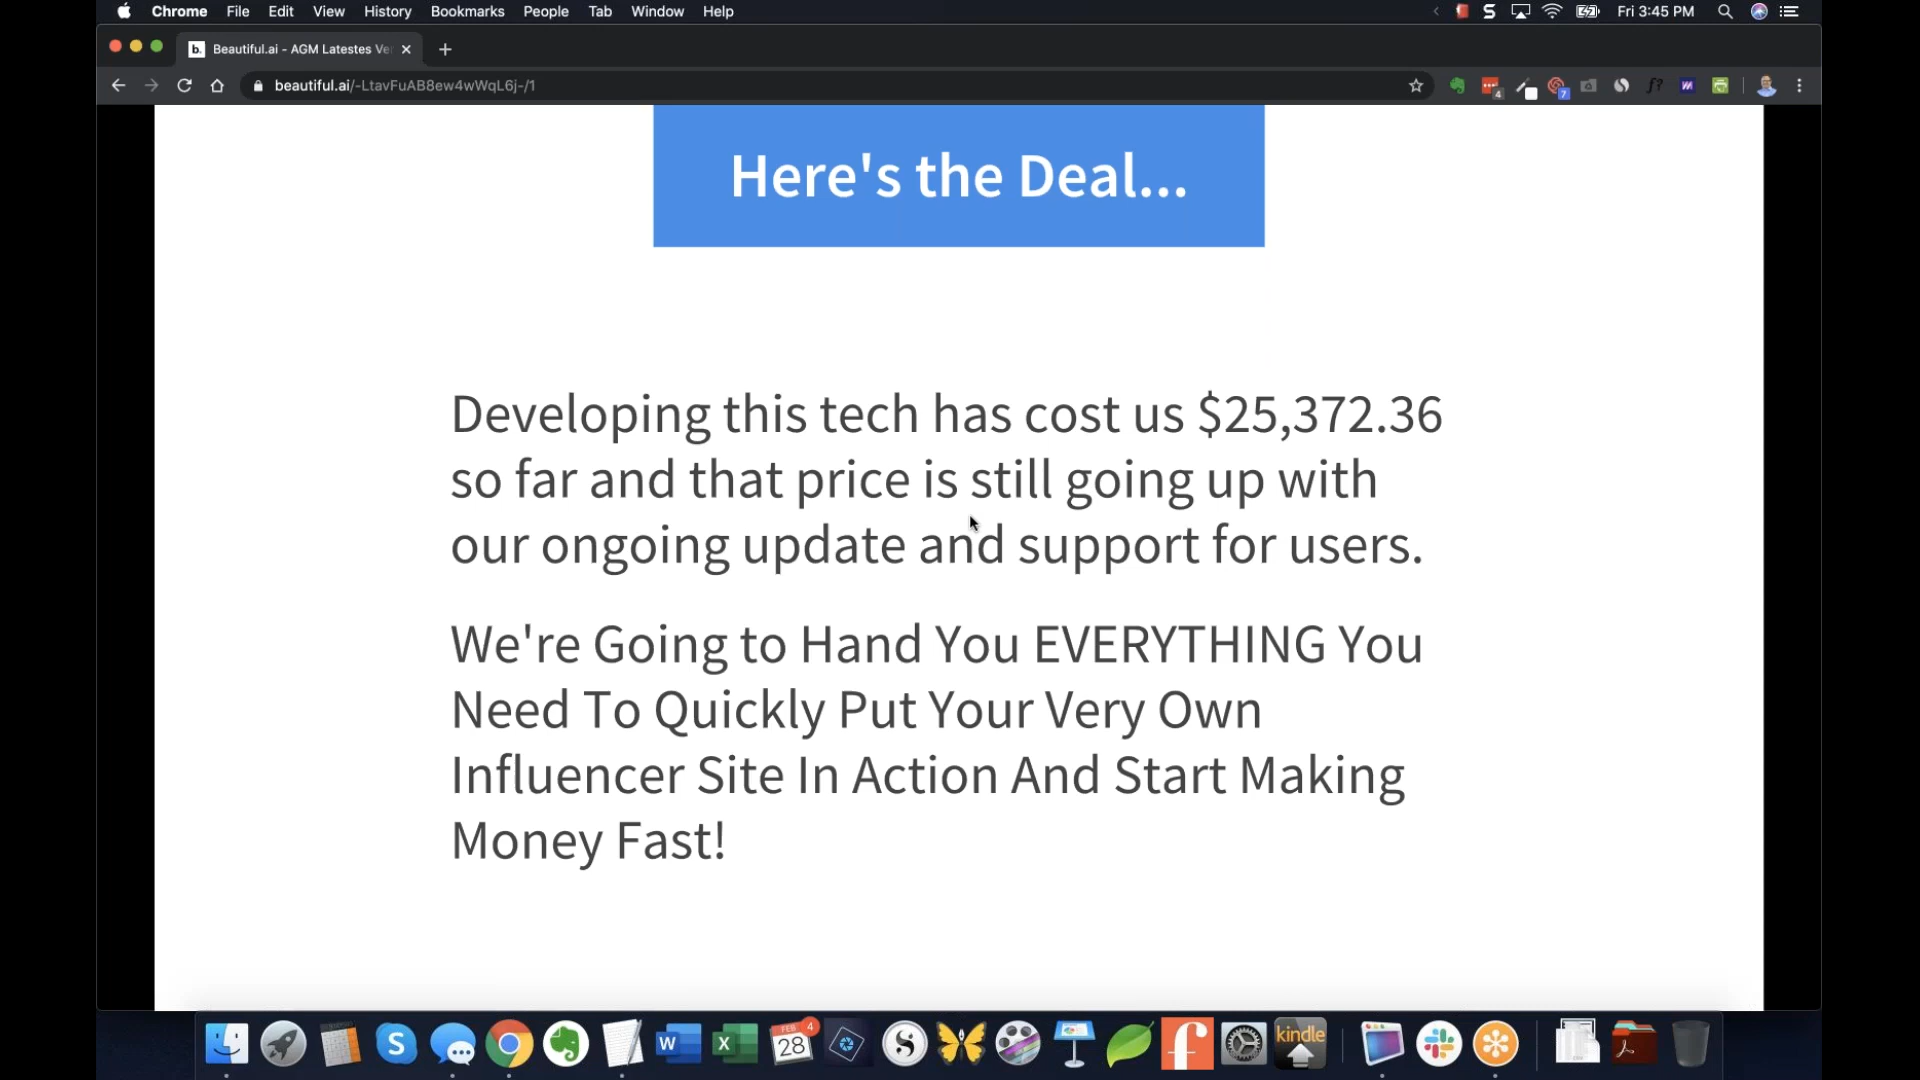 Chrome File Edit View History Bookmarks People Tab Window Help Fri 3:45 PM
Beautiful.ai - AGM Latestes Ve
beautiful.ai/-LtavFuAB8ew4wWqL6j-/1
Here's the Deal...
Developing this tech has cost us $25,372.36
so far and that price is still going up with
our ongoing update and support for users.
We're Going to Hand You EVERYTHING You
Need To Quickly Put Your Very Own
Influencer Site In Action And Start Making
Money Fast!
FEB 28 4
kindle